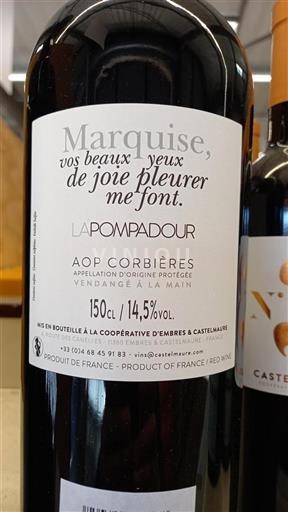 Marquise,
vos beaux yeux
de joie pleurer
me font.
LAPOMPADOUR
AOP CORBIÈRES
APPELLATION D'ORIGINE PROTÉGÉE
VENDANGÉ À LA MAIN
150CL / 14,5%VOL.
MIS EN BOUTEILLE À LA COOPÉRATIVE D'EMBRES & CASTELMAURE
4, ROUTE DES CANELLES - 11360 EMBRES & CASTELMAURE - FRANCE
+33 (0)4 68 45 91 83 - vins@castelmaure.com
PRODUIT DE FRANCE - PRODUCT OF FRANCE / RED WINE
N°
CASTE